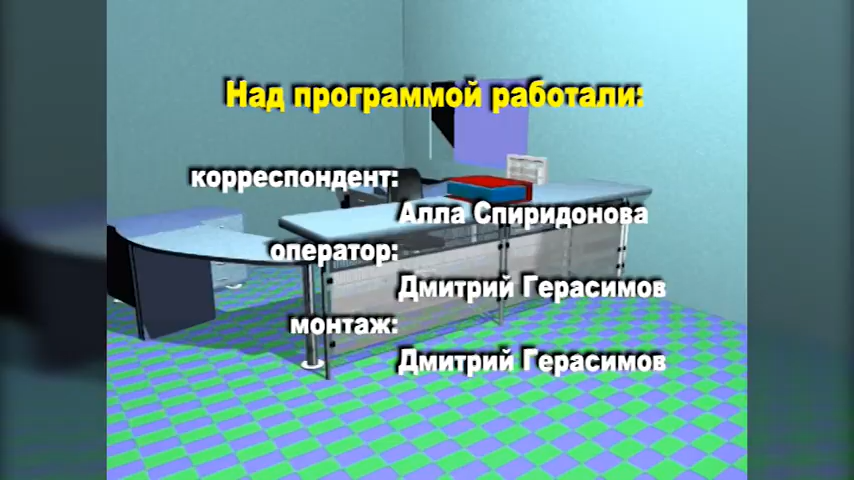 Над программой работали:
корреспондент:
Алла Спиридонова
оператор:
Дмитрий Герасимов
монтаж:
Дмитрий Герасимов